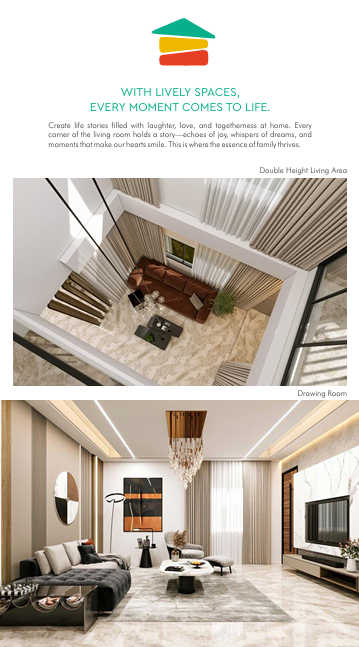 WITH LIVELY SPACES,
EVERY MOMENT COMES TO LIFE.
Create life stories filled with laughter, love, and togetherness at home. Every
corner of the living room holds a story—echoes of joy, whispers of dreams, and
moments that make our hearts smile. This is where the essence of family thrives.
Double Height Living Area
Drawing Room